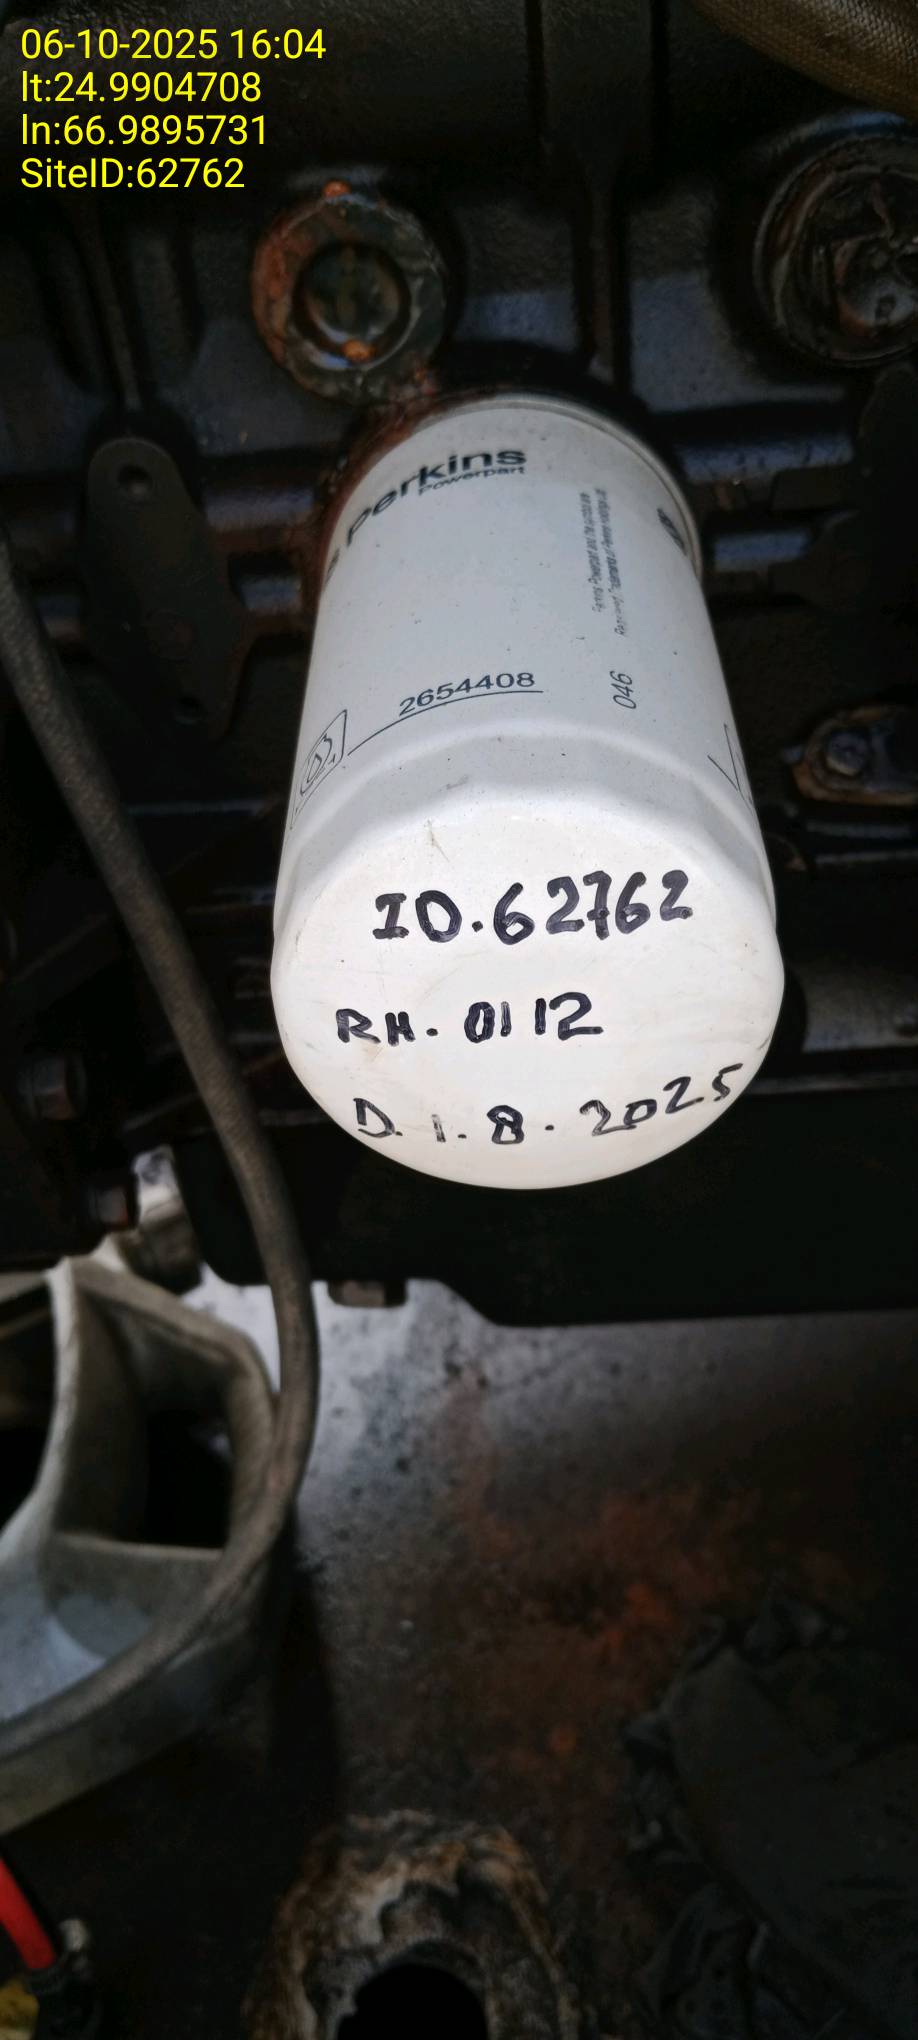 06-10-2025 16:04
lt:24.9904708
ln:66.9895731
SiteID:62762
Perkins
Powerpart
2654408
046
ID.62762
RH. 0112
D. 1.8.2025